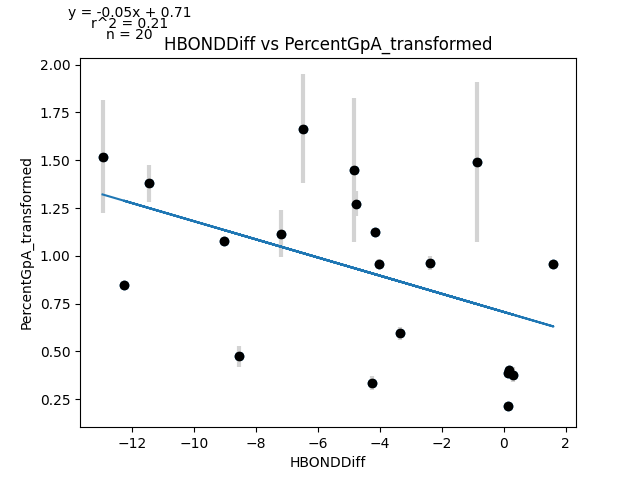 y = -0.05x + 0.71
r^2 = 0.21
n = 20
HBONDDiff vs PercentGpA_transformed
PercentGpA_transformed
2.00
1.75
1.50
1.25
1.00
0.75
0.50
0.25
−12 −10 −8 −6 −4 −2 0 2
HBONDDiff